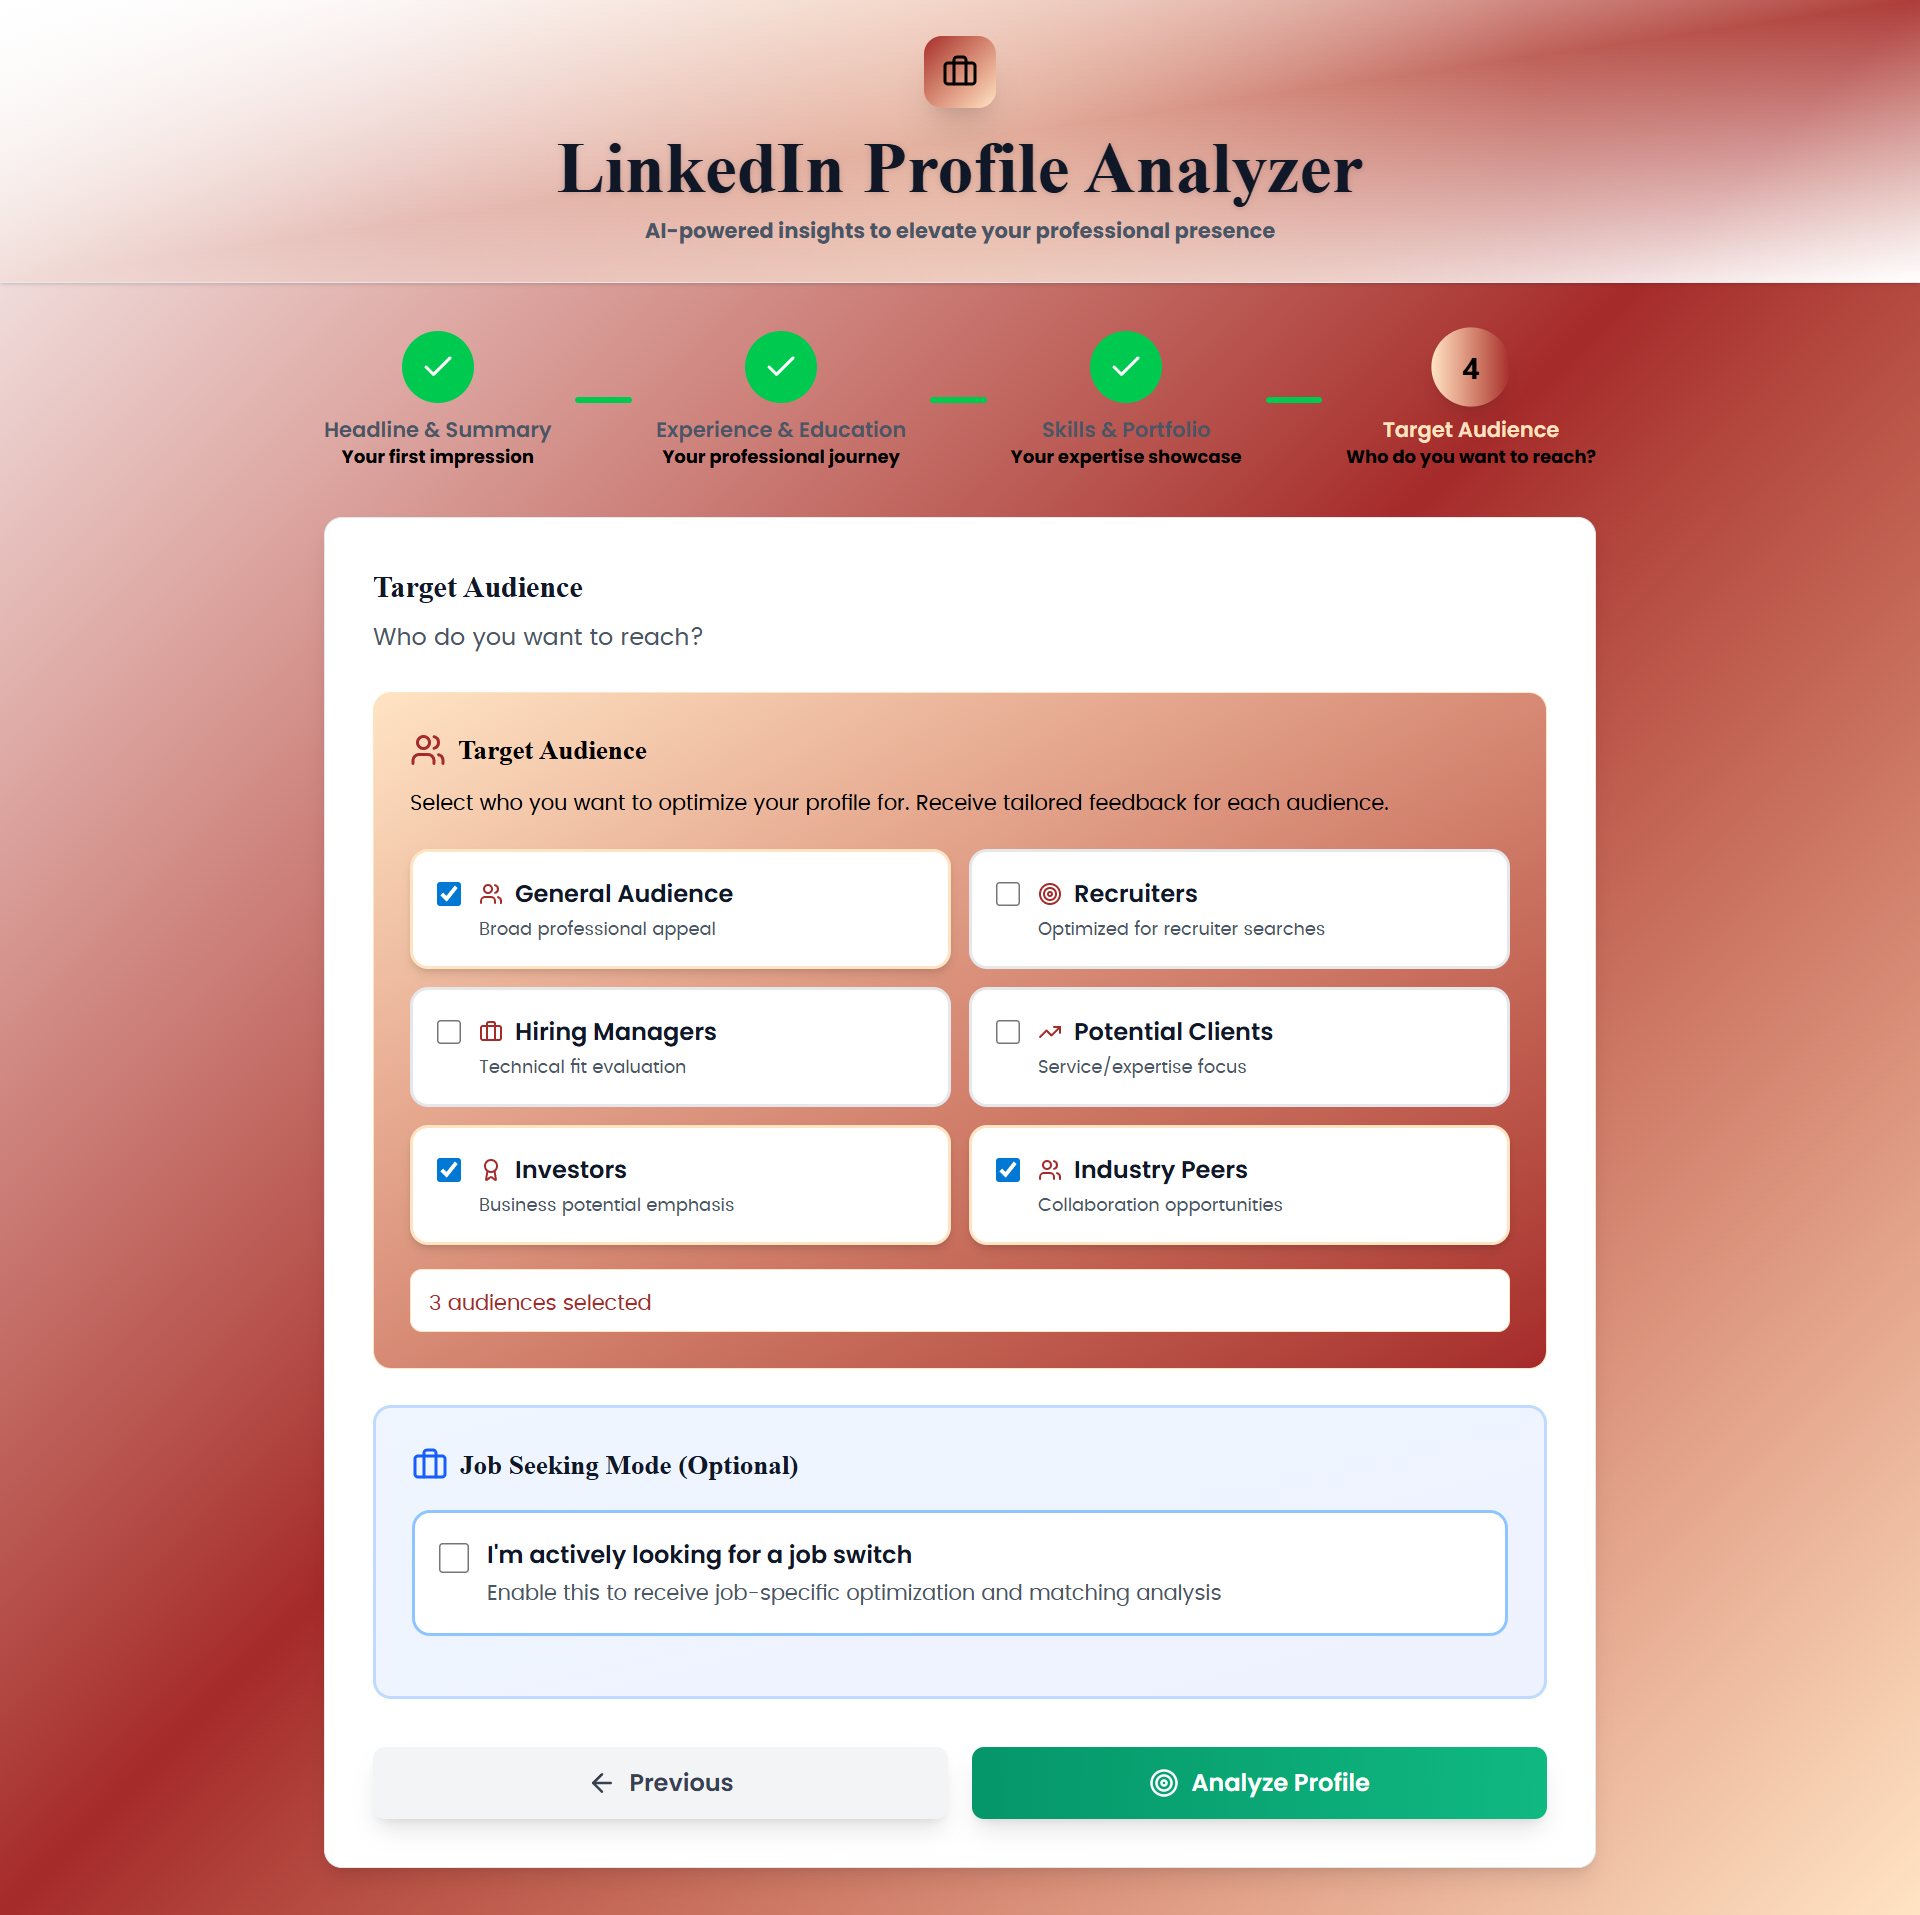 LinkedIn Profile Analyzer
AI-powered insights to elevate your professional presence
Headline & Summary
Your first impression
Experience & Education
Your professional journey
Skills & Portfolio
Your expertise showcase
4
Target Audience
Who do you want to reach?
Target Audience
Who do you want to reach?
Target Audience
Select who you want to optimize your profile for. Receive tailored feedback for each audience.
General Audience
Broad professional appeal
Recruiters
Optimized for recruiter searches
Hiring Managers
Technical fit evaluation
Potential Clients
Service/expertise focus
Investors
Business potential emphasis
Industry Peers
Collaboration opportunities
3 audiences selected
Job Seeking Mode (Optional)
I'm actively looking for a job switch
Enable this to receive job-specific optimization and matching analysis
Previous
Analyze Profile